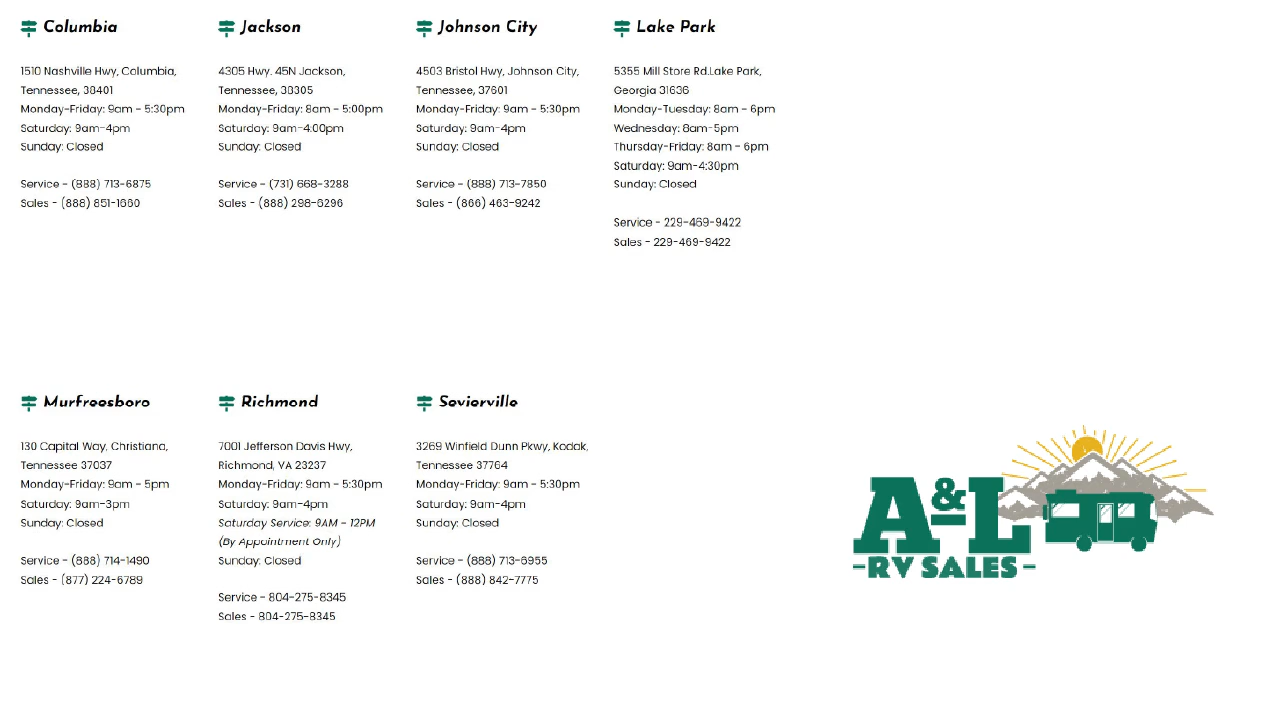 Columbia
1510 Nashville Hwy, Columbia,
Tennessee, 38401
Monday-Friday: 9am - 5:30pm
Saturday: 9am-4pm
Sunday: Closed
Service - (888) 713-6875
Sales - (888) 851-1660
Jackson
4305 Hwy. 45N Jackson,
Tennessee, 38305
Monday-Friday: 8am - 5:00pm
Saturday: 9am-4:00pm
Sunday: Closed
Service - (731) 668-3288
Sales - (888) 298-6296
Johnson City
4503 Bristol Hwy, Johnson City,
Tennessee, 37601
Monday-Friday: 9am - 5:30pm
Saturday: 9am-4pm
Sunday: Closed
Service - (888) 713-7850
Sales - (866) 463-9242
Lake Park
5355 Mill Store Rd.Lake Park,
Georgia 31636
Monday-Tuesday: 8am - 6pm
Wednesday: 8am-5pm
Thursday-Friday: 8am - 6pm
Saturday: 9am-4:30pm
Sunday: Closed
Service - 229-469-9422
Sales - 229-469-9422
Murfreesboro
130 Capital Way, Christiana,
Tennessee 37037
Monday-Friday: 9am - 5pm
Saturday: 9am-3pm
Sunday: Closed
Service - (888) 714-1490
Sales - (877) 224-6789
Richmond
7001 Jefferson Davis Hwy,
Richmond, VA 23237
Monday-Friday: 9am - 5:30pm
Saturday: 9am-4pm
Saturday Service: 9AM - 12PM
(By Appointment Only)
Sunday: Closed
Service - 804-275-8345
Sales - 804-275-8345
Sevierville
3269 Winfield Dunn Pkwy, Kodak,
Tennessee 37764
Monday-Friday: 9am - 5:30pm
Saturday: 9am-4pm
Sunday: Closed
Service - (888) 713-6955
Sales - (888) 842-7775
A&L
-RV SALES-